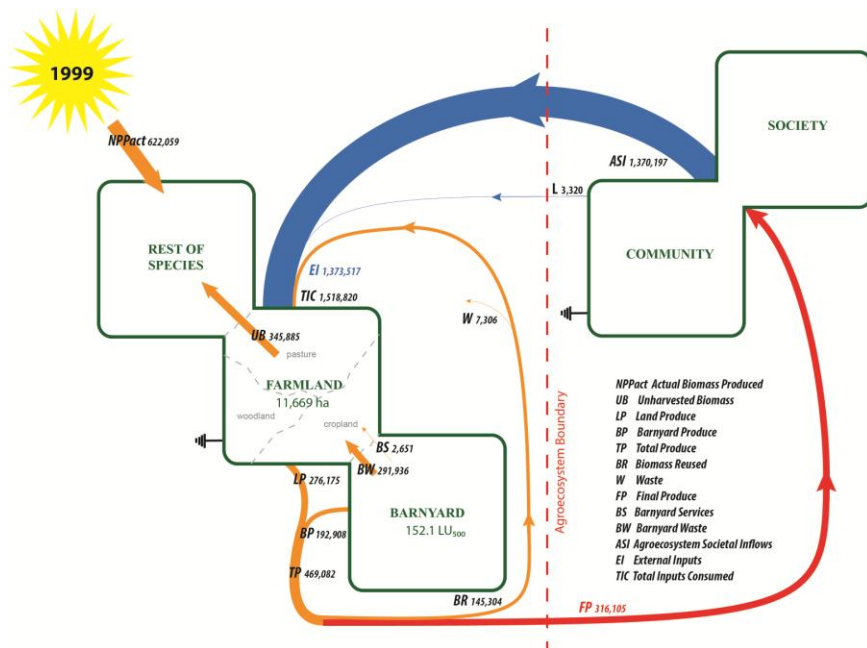 1999
NPPact 622,059
SOCIETY
ASI 1,370,197
L 3,320
REST OF
SPECIES
COMMUNITY
EI 1,373,517
TIC 1,518,820
W 7,306
UB 345,885
pasture
FARMLAND
11,669 ha
woodland
cropland
BS 2,651
BW 291,936
LP 276,175
BARNYARD
152.1 LU500
BP 192,908
TP 469,082
BR 145,304
FP 316,105
Agroecosystem Boundary
NPPact Actual Biomass Produced
UB Unharvested Biomass
LP Land Produce
BP Barnyard Produce
TP Total Produce
BR Biomass Reused
W Waste
FP Final Produce
BS Barnyard Services
BW Barnyard Waste
ASI Agroecosystem Societal Inflows
EI External Inputs
TIC Total Inputs Consumed